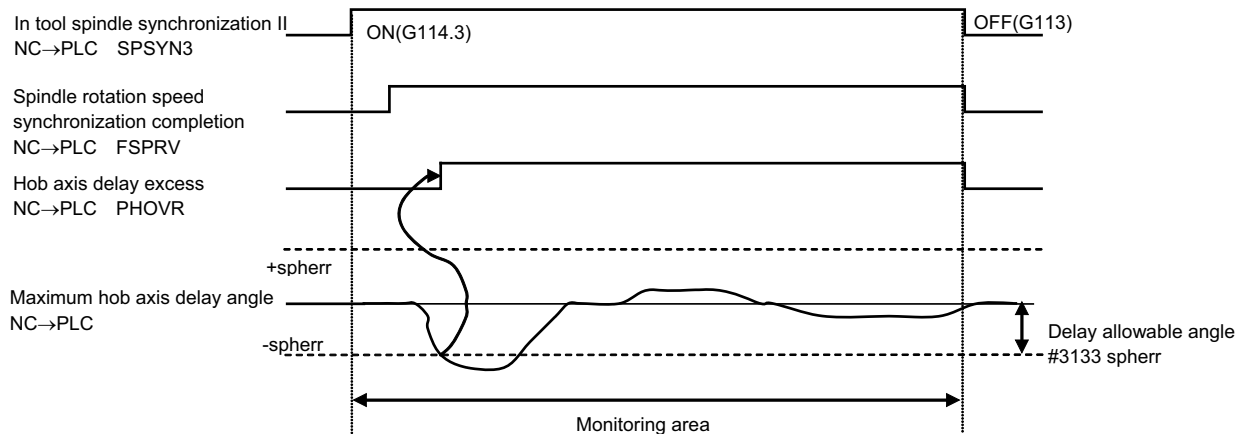 In tool spindle synchronization II
NC→PLC SPSYN3
ON(G114.3)
OFF(G113)
Spindle rotation speed
synchronization completion
NC→PLC FSPRV
Hob axis delay excess
NC→PLC PHOVR
+spherr
Maximum hob axis delay angle
NC→PLC
-spherr
Delay allowable angle
#3133 spherr
Monitoring area